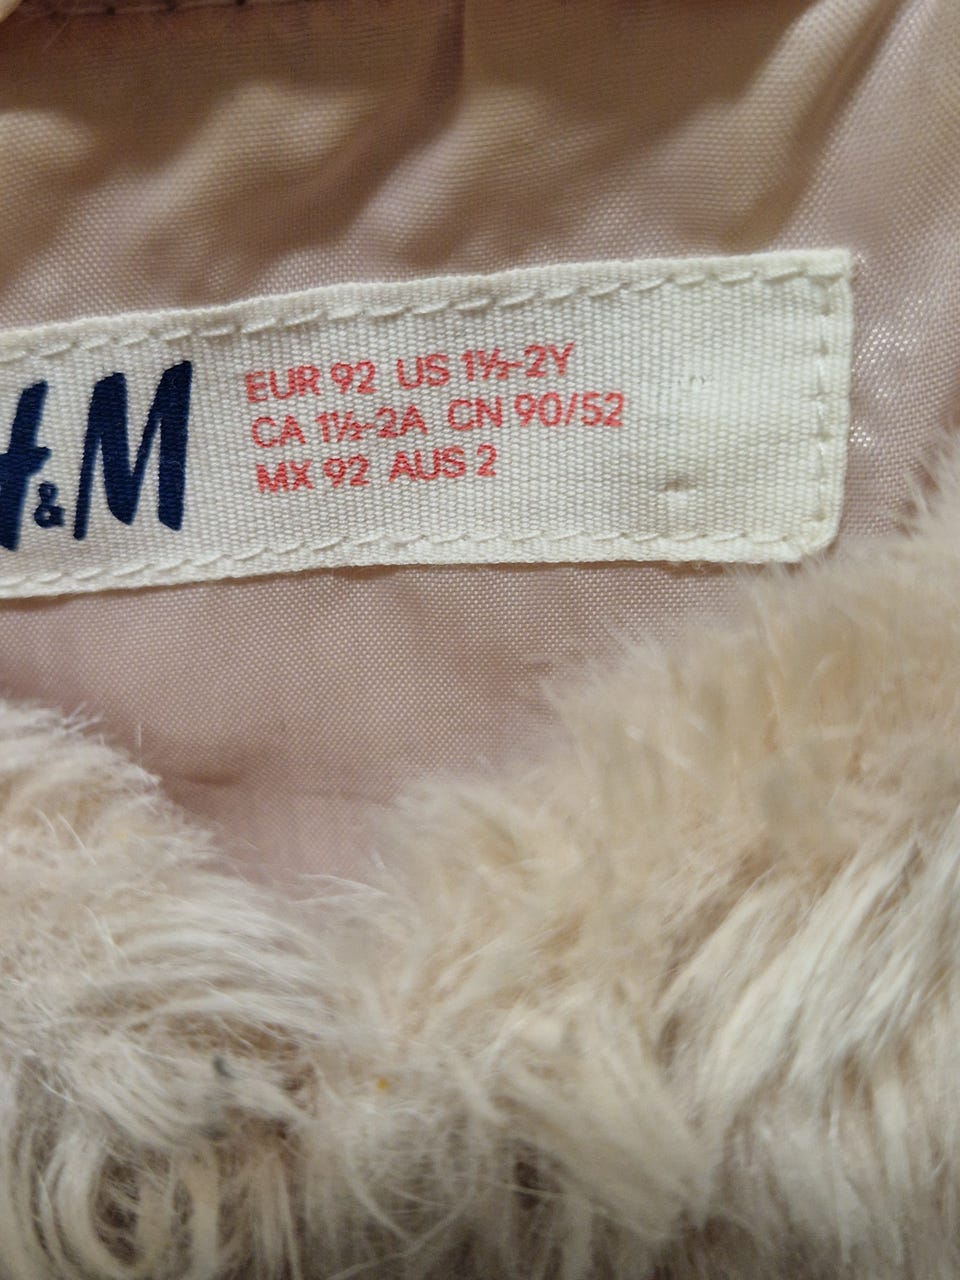 H&M
EUR 92 US 1½-2Y
CA 1½-2A CN 90/52
MX 92 AUS 2